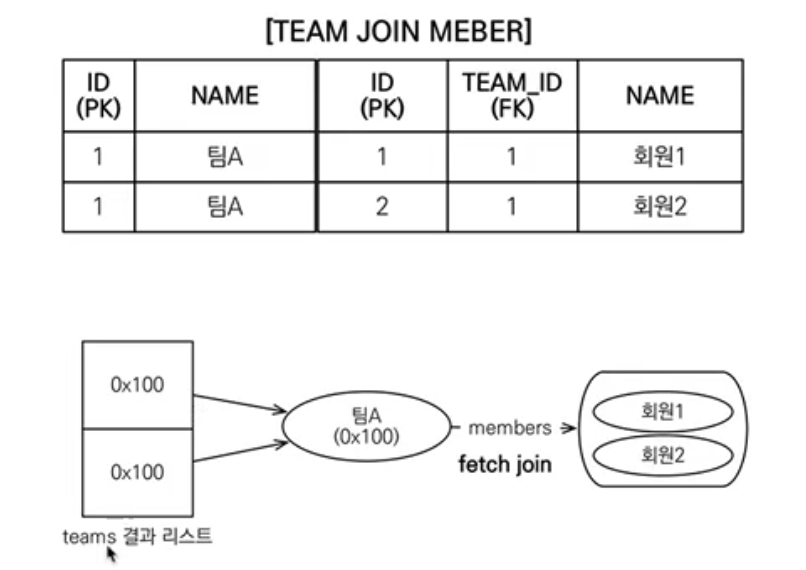 [TEAM JOIN MEBER]
ID (PK) NAME ID (PK) TEAM_ID (FK) NAME
1 팀A 1 1 회원1
1 팀A 2 1 회원2
0x100
0x100
팀A
(0x100)
members
fetch join
회원1
회원2
teams 결과 리스트